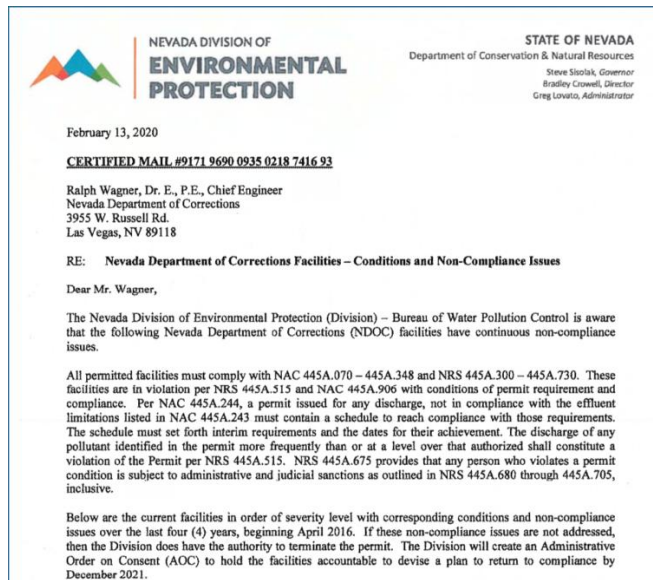 NEVADA DIVISION OF
ENVIRONMENTAL
PROTECTION
STATE OF NEVADA
Department of Conservation & Natural Resources
Steve Sisolak, Governor
Bradley Crowell, Director
Greg Lovato, Administrator
February 13, 2020
CERTIFIED MAIL #9171 9690 0935 0218 7416 93
Ralph Wagner, Dr. E., P.E., Chief Engineer
Nevada Department of Corrections
3955 W. Russell Rd.
Las Vegas, NV 89118
RE: Nevada Department of Corrections Facilities – Conditions and Non-Compliance Issues
Dear Mr. Wagner,
The Nevada Division of Environmental Protection (Division) – Bureau of Water Pollution Control is aware
that the following Nevada Department of Corrections (NDOC) facilities have continuous non-compliance
issues.
All permitted facilities must comply with NAC 445A.070 – 445A.348 and NRS 445A.300 – 445A.730. These
facilities are in violation per NRS 445A.515 and NAC 445A.906 with conditions of permit requirement and
compliance. Per NAC 445A.244, a permit issued for any discharge, not in compliance with the effluent
limitations listed in NAC 445A.243 must contain a schedule to reach compliance with those requirements.
The schedule must set forth interim requirements and the dates for their achievement. The discharge of any
pollutant identified in the permit more frequently than or at a level over that authorized shall constitute a
violation of the Permit per NRS 445A.515. NRS 445A.675 provides that any person who violates a permit
condition is subject to administrative and judicial sanctions as outlined in NRS 445A.680 through 445A.705,
inclusive.
Below are the current facilities in order of severity level with corresponding conditions and non-compliance
issues over the last four (4) years, beginning April 2016. If these non-compliance issues are not addressed,
then the Division does have the authority to terminate the permit. The Division will create an Administrative
Order on Consent (AOC) to hold the facilities accountable to devise a plan to return to compliance by
December 2021.